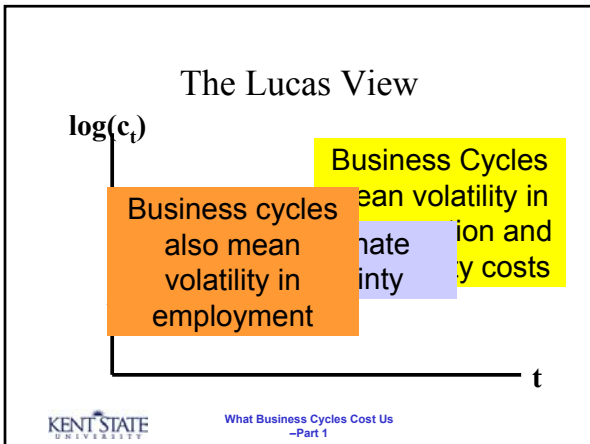 The Lucas View
log(cₜ)
Business Cycles
mean volatility in
and
costs
Business cycles
also mean
volatility in
employment
t
KENT STATE
UNIVERSITY
What Business Cycles Cost Us
–Part 1